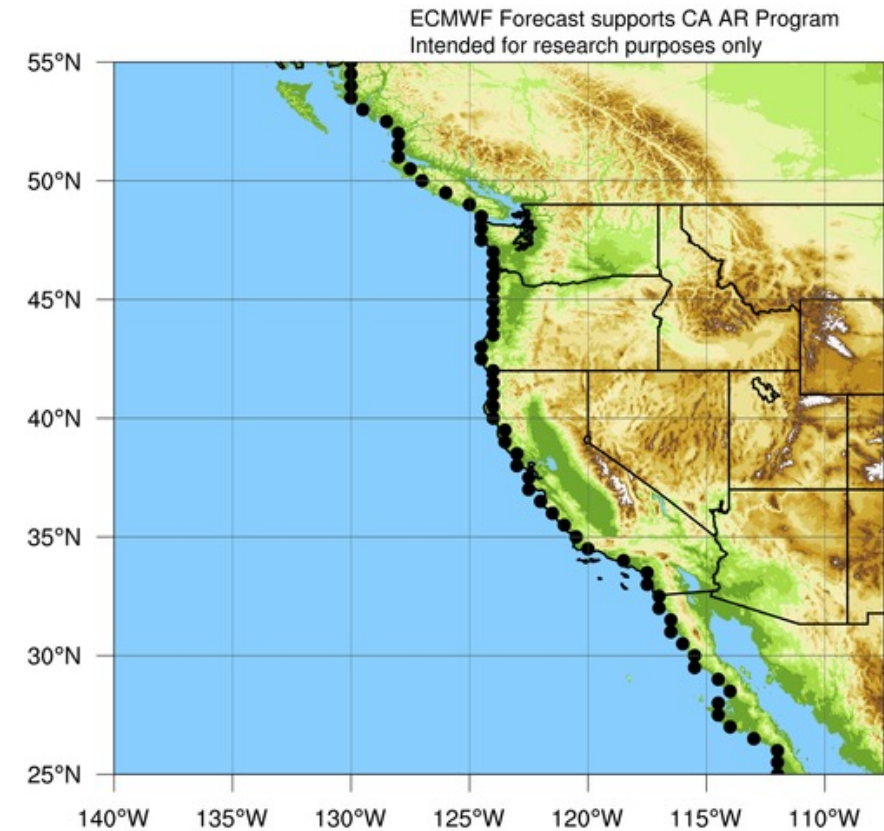 ECMWF Forecast supports CA AR Program
Intended for research purposes only
55°N
50°N
45°N
40°N
35°N
30°N
25°N
140°W 135°W 130°W 125°W 120°W 115°W 110°W